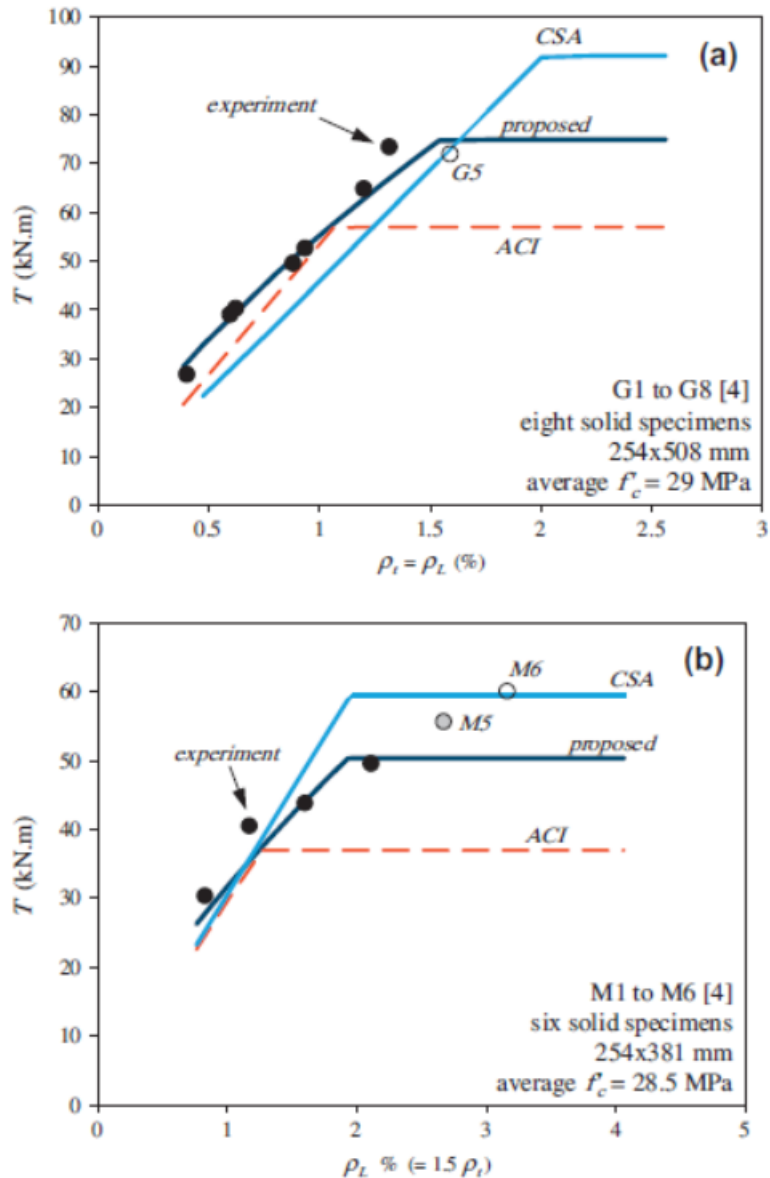 100
90
80
70
60
50
40
30
20
10
0
T (kN.m)
CSA
(a)
experiment
proposed
G5
ACI
G1 to G8 [4]
eight solid specimens
254x508 mm
average f'c = 29 MPa
0 0.5 1 1.5 2 2.5 3
ρt = ρL (%)
70
60
50
40
30
20
10
0
T (kN.m)
(b)
M6
CSA
M5
proposed
experiment
ACI
M1 to M6 [4]
six solid specimens
254x381 mm
average f'c = 28.5 MPa
0 1 2 3 4 5
ρL % (= 1.5 ρt)